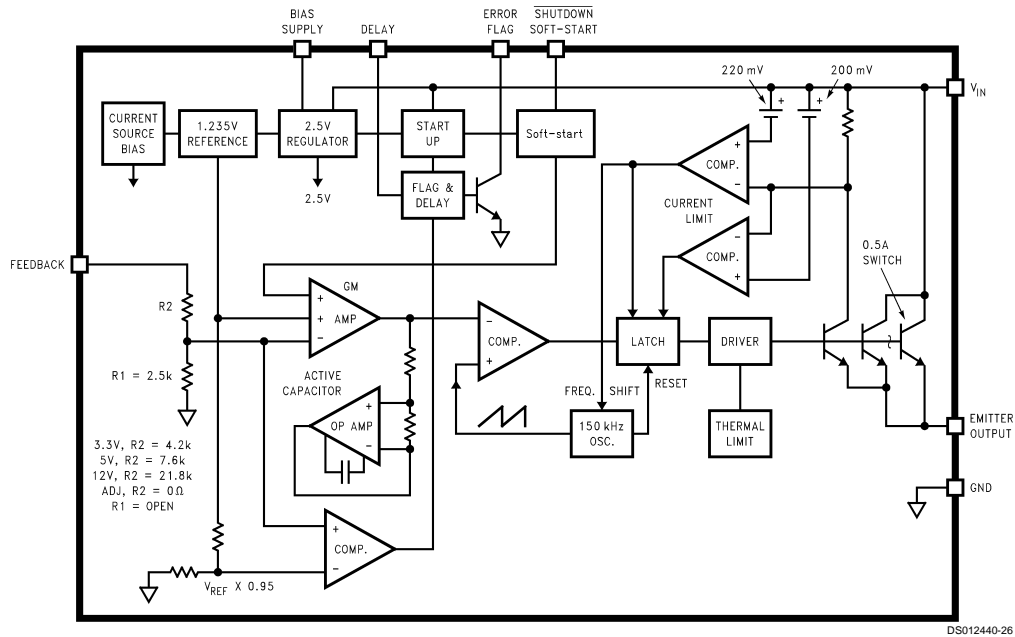 BIAS
SUPPLY
DELAY
ERROR
FLAG
SHUTDOWN
SOFT-START
220 mV
200 mV
VIN
CURRENT
SOURCE
BIAS
1.235V
REFERENCE
2.5V
REGULATOR
START
UP
Soft-start
+
+
+
COMP.
−
2.5V
FLAG &
DELAY
CURRENT
LIMIT
−
COMP.
+
0.5A
SWITCH
FEEDBACK
R2
GM
+
+
AMP
−
−
COMP.
+
LATCH
DRIVER
R1 = 2.5k
ACTIVE
CAPACITOR
+
OP AMP
−
FREQ. SHIFT
RESET
150 kHz
OSC.
THERMAL
LIMIT
EMITTER
OUTPUT
3.3V, R2 = 4.2k
5V, R2 = 7.6k
12V, R2 = 21.8k
ADJ, R2 = 0Ω
R1 = OPEN
GND
+
COMP.
−
VREF X 0.95
DS012440-26